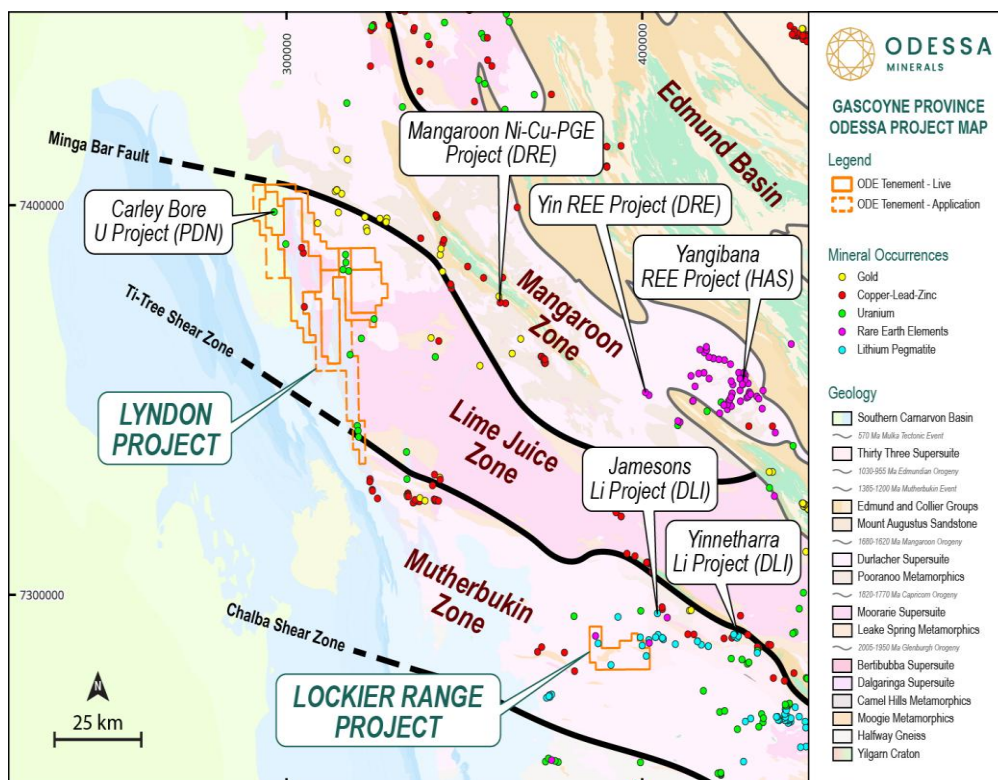 3000000
4000000
7400000
7300000
Minga Bar Fault
Ti-Tree Shear Zone
Chalba Shear Zone
Carley Bore
U Project (PDN)
Mangaroon Ni-Cu-PGE
Project (DRE)
Yin REE Project (DRE)
Yangibana
REE Project (HAS)
Edmund Basin
Mangaroon
Zone
LYNDON
PROJECT
Lime Juice
Zone
Jamesons
Li Project (DLI)
Yinnetharra
Li Project (DLI)
Mutherbukin
Zone
LOCKIER RANGE
PROJECT
N
25 km
ODESSA
MINERALS
GASCOYNE PROVINCE
ODESSA PROJECT MAP
Legend
ODE Tenement - Live
ODE Tenement - Application
Mineral Occurrences
Gold
Copper-Lead-Zinc
Uranium
Rare Earth Elements
Lithium Pegmatite
Geology
Southern Carnarvon Basin
570 Ma Mulka Tectonic Event
Thirty Three Supersuite
1030-955 Ma Edmundian Orogeny
1385-1200 Ma Mutherbukin Event
Edmund and Collier Groups
Mount Augustus Sandstone
1680-1620 Ma Mangaroon Orogeny
Durlacher Supersuite
Pooranoo Metamorphics
1820-1770 Ma Capricorn Orogeny
Moorarie Supersuite
Leake Spring Metamorphics
2005-1950 Ma Glenburgh Orogeny
Bertibubba Supersuite
Dalgaringa Supersuite
Camel Hills Metamorphics
Moogie Metamorphics
Halfway Gneiss
Yilgarn Craton